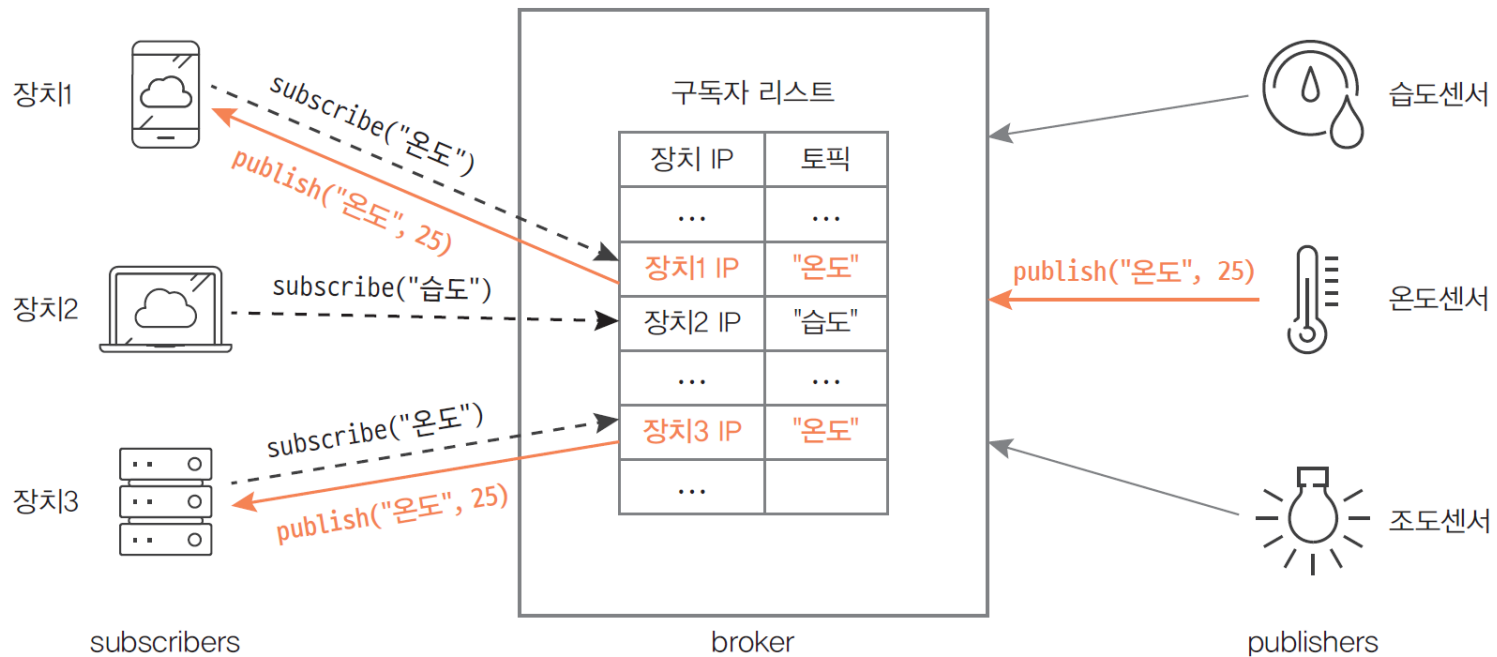 장치1
subscribe("온도")
publish("온도", 25)
장치2
subscribe("습도")
장치3
subscribe("온도")
publish("온도", 25)
subscribers
구독자 리스트
장치 IP 토픽
... ...
장치1 IP "온도"
장치2 IP "습도"
... ...
장치3 IP "온도"
...
broker
습도센서
publish("온도", 25)
온도센서
조도센서
publishers